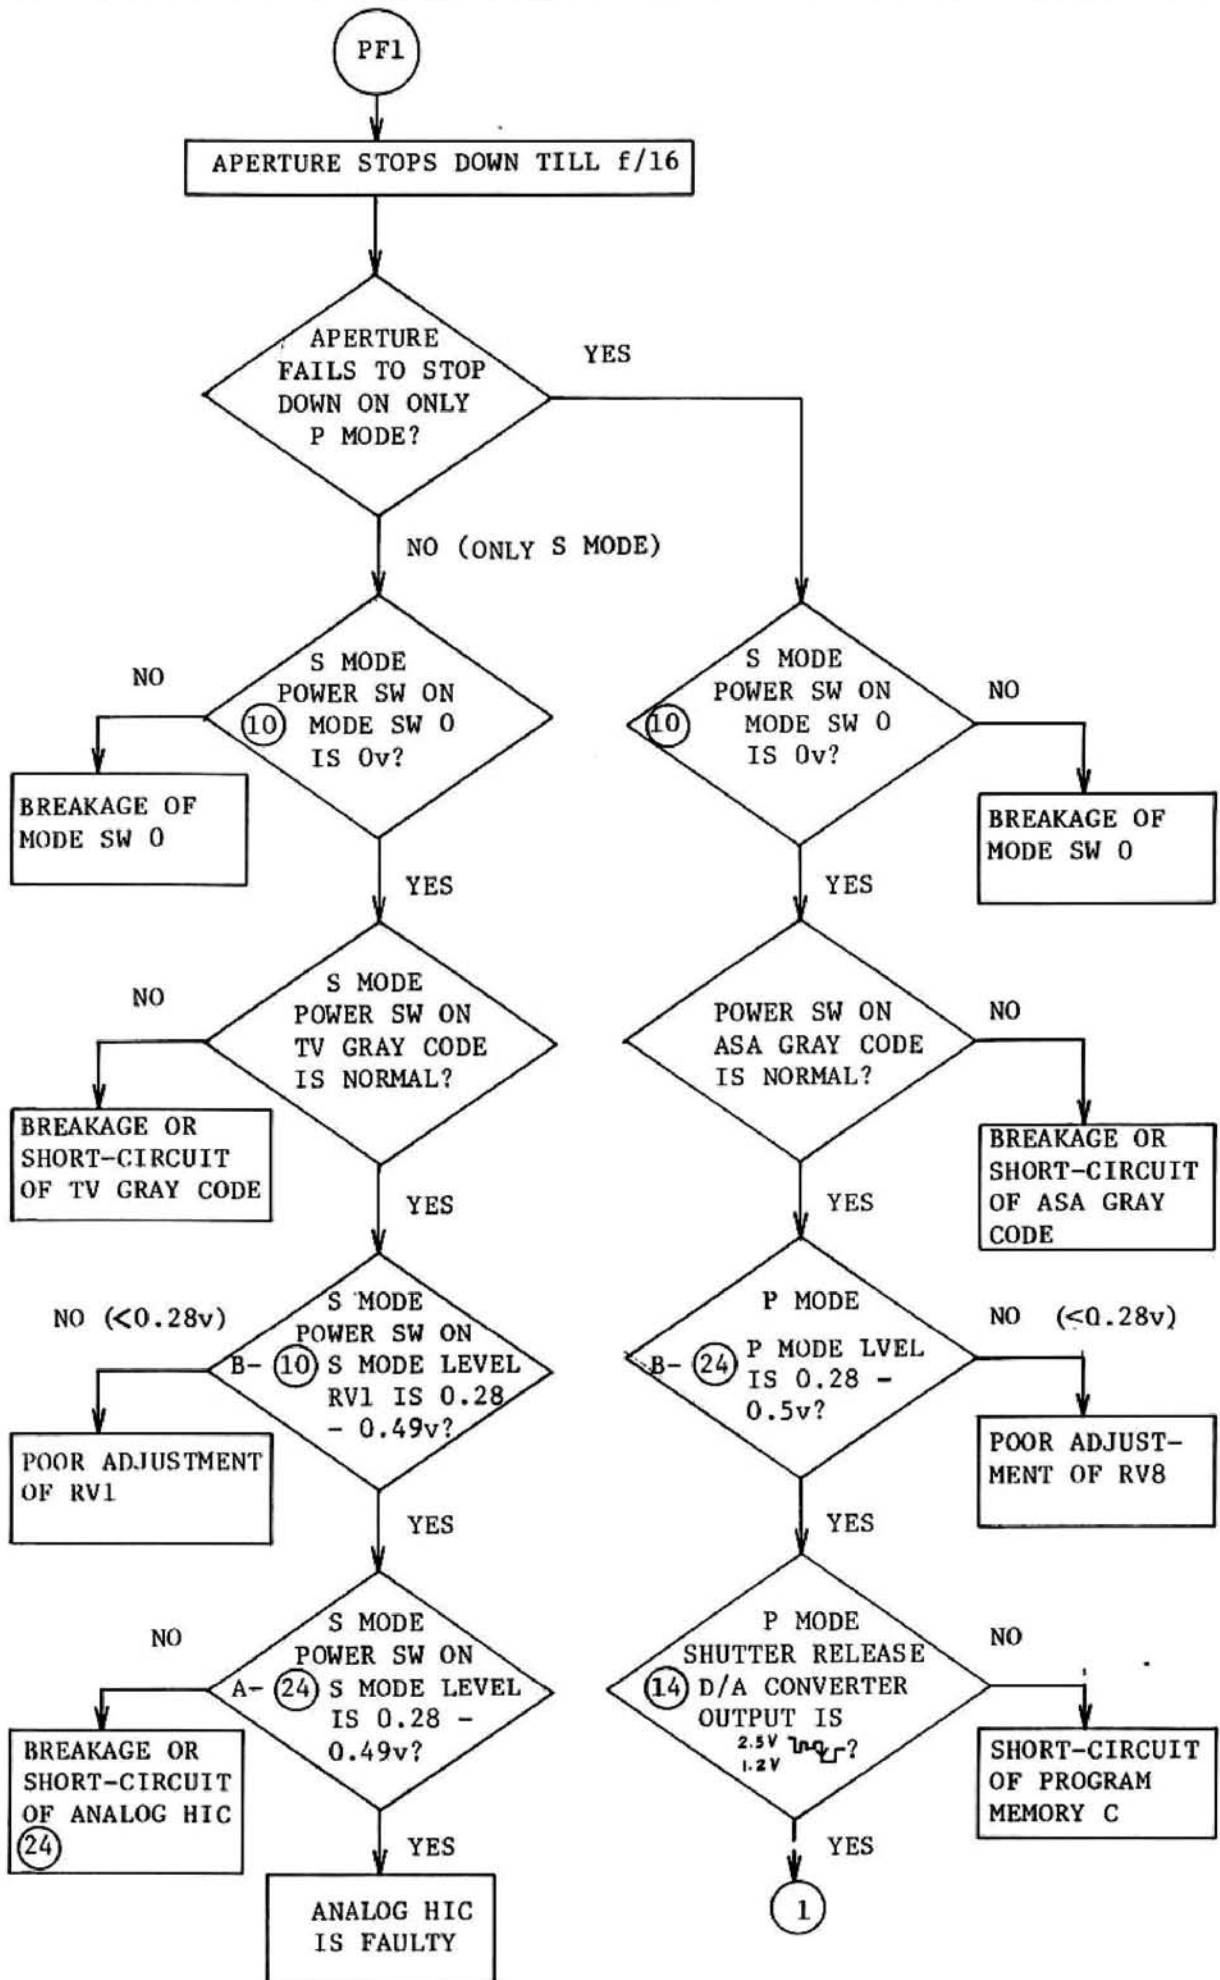 PF1
APERTURE STOPS DOWN TILL f/16
APERTURE
FAILS TO STOP
DOWN ON ONLY
P MODE?
YES
NO (ONLY S MODE)
S MODE
POWER SW ON
10 MODE SW 0
IS 0v?
NO
BREAKAGE OF
MODE SW 0
YES
S MODE
POWER SW ON
10 MODE SW 0
IS 0v?
NO
BREAKAGE OF
MODE SW 0
YES
S MODE
POWER SW ON
TV GRAY CODE
IS NORMAL?
NO
BREAKAGE OR
SHORT-CIRCUIT
OF TV GRAY CODE
YES
POWER SW ON
ASA GRAY CODE
IS NORMAL?
NO
BREAKAGE OR
SHORT-CIRCUIT
OF ASA GRAY
CODE
YES
S MODE
POWER SW ON
B- 10 S MODE LEVEL
RV1 IS 0.28
- 0.49v?
NO (<0.28v)
POOR ADJUSTMENT
OF RV1
YES
P MODE
B- 24 P MODE LVEL
IS 0.28 -
0.5v?
NO (<0.28v)
POOR ADJUST-
MENT OF RV8
YES
S MODE
POWER SW ON
A- 24 S MODE LEVEL
IS 0.28 -
0.49v?
NO
BREAKAGE OR
SHORT-CIRCUIT
OF ANALOG HIC
24
YES
ANALOG HIC
IS FAULTY
P MODE
SHUTTER RELEASE
14 D/A CONVERTER
OUTPUT IS
2.5V
1.2V ?
NO
SHORT-CIRCUIT
OF PROGRAM
MEMORY C
YES
1